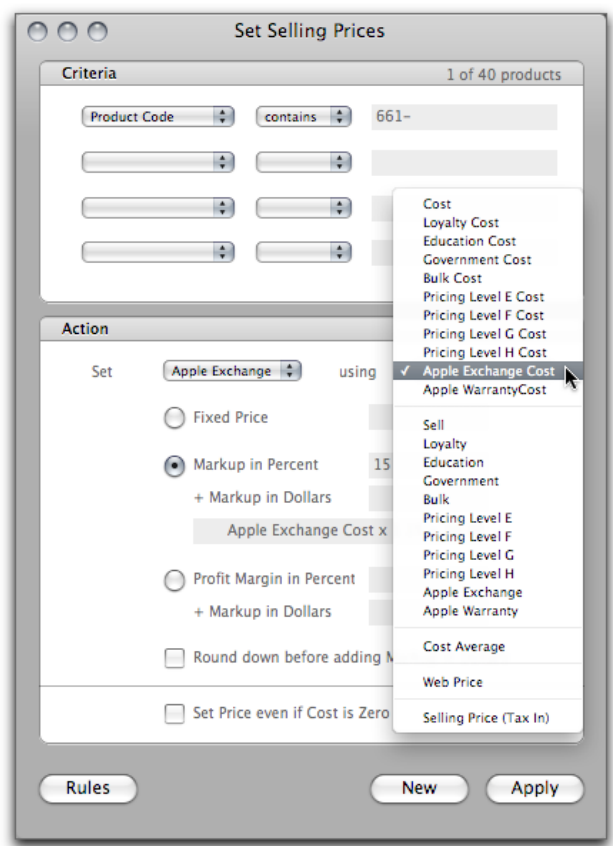 Set Selling Prices
Criteria 1 of 40 products
Product Code contains 661-
Action
Set Apple Exchange using
Fixed Price
Markup in Percent 15
+ Markup in Dollars
Apple Exchange Cost x
Profit Margin in Percent
+ Markup in Dollars
Round down before adding M
Set Price even if Cost is Zero
Cost
Loyalty Cost
Education Cost
Government Cost
Bulk Cost
Pricing Level E Cost
Pricing Level F Cost
Pricing Level G Cost
Pricing Level H Cost
✓ Apple Exchange Cost
Apple WarrantyCost
Sell
Loyalty
Education
Government
Bulk
Pricing Level E
Pricing Level F
Pricing Level G
Pricing Level H
Apple Exchange
Apple Warranty
Cost Average
Web Price
Selling Price (Tax In)
Rules New Apply